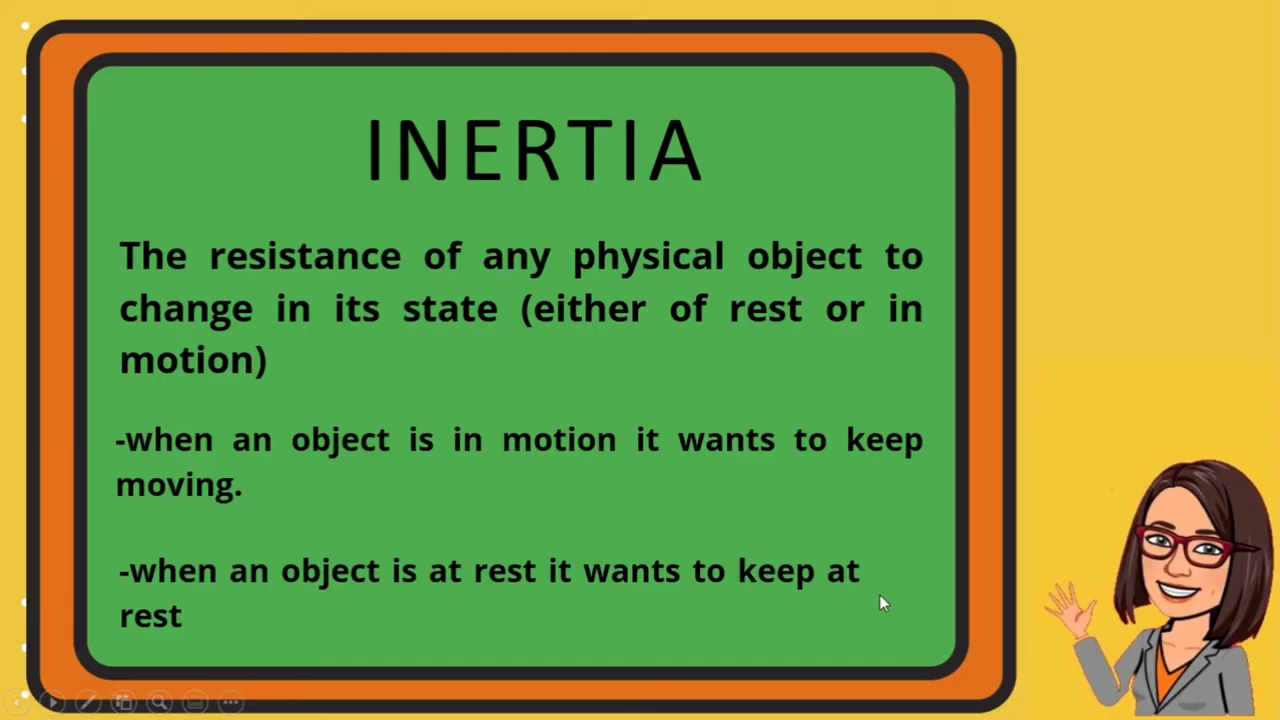 INERTIA
The resistance of any physical object to
change in its state (either of rest or in
motion)
-when an object is in motion it wants to keep
moving.
-when an object is at rest it wants to keep at
rest